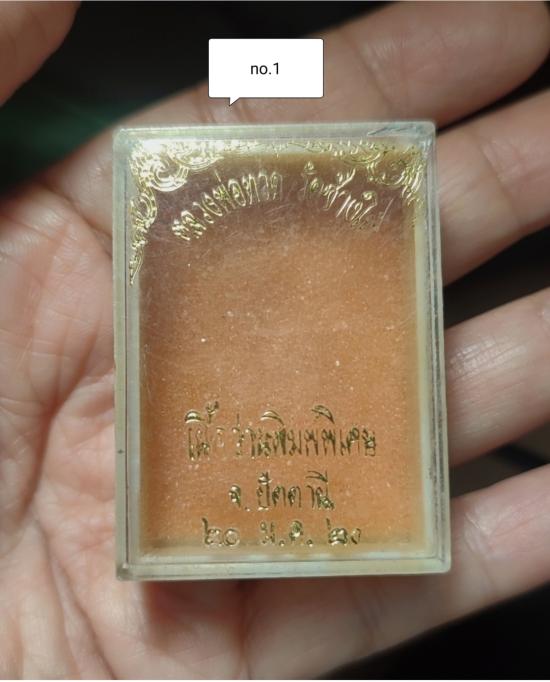 no.1
หลวงพ่อทวด วัดช้างให้
เนื้อว่านพิมพ์พิเศษ
จ.ปัตตานี
๒๐ ม.ค. ๒๐